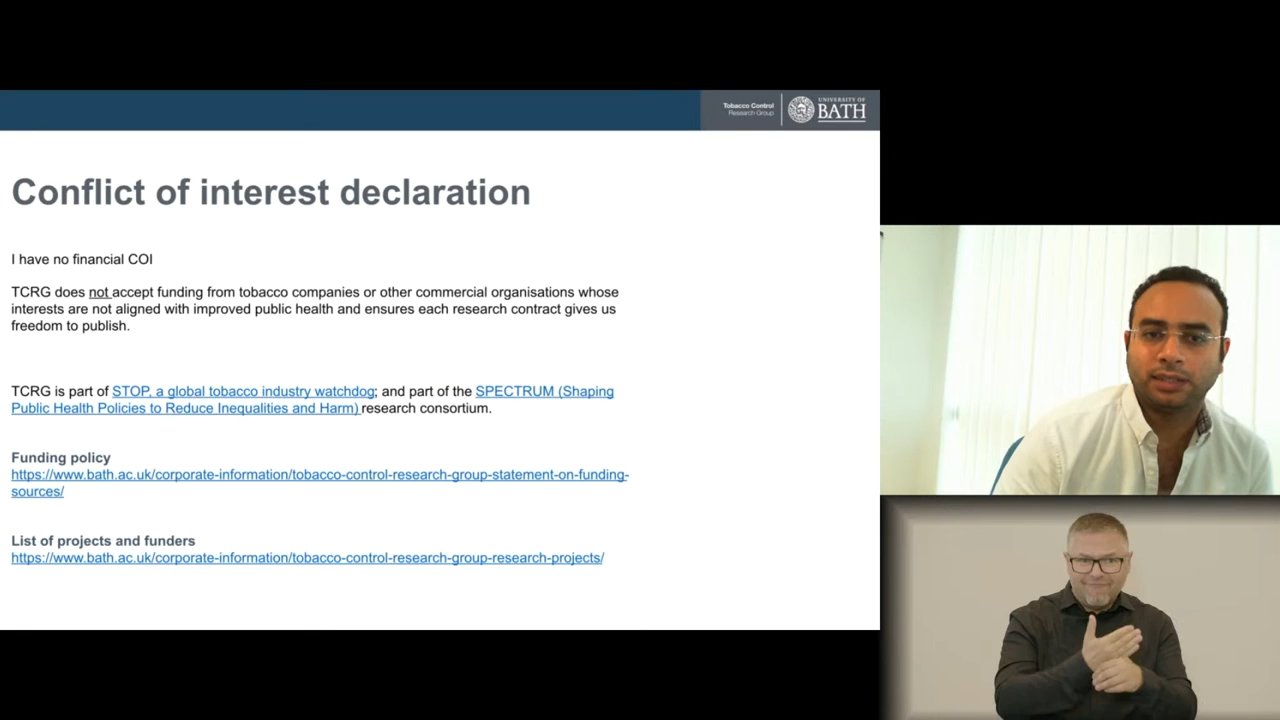 Tobacco Control
Research Group
UNIVERSITY OF
BATH
Conflict of interest declaration
I have no financial COI
TCRG does not accept funding from tobacco companies or other commercial organisations whose
interests are not aligned with improved public health and ensures each research contract gives us
freedom to publish.
TCRG is part of STOP, a global tobacco industry watchdog; and part of the SPECTRUM (Shaping
Public Health Policies to Reduce Inequalities and Harm) research consortium.
Funding policy
https://www.bath.ac.uk/corporate-information/tobacco-control-research-group-statement-on-funding-
sources/
List of projects and funders
https://www.bath.ac.uk/corporate-information/tobacco-control-research-group-research-projects/